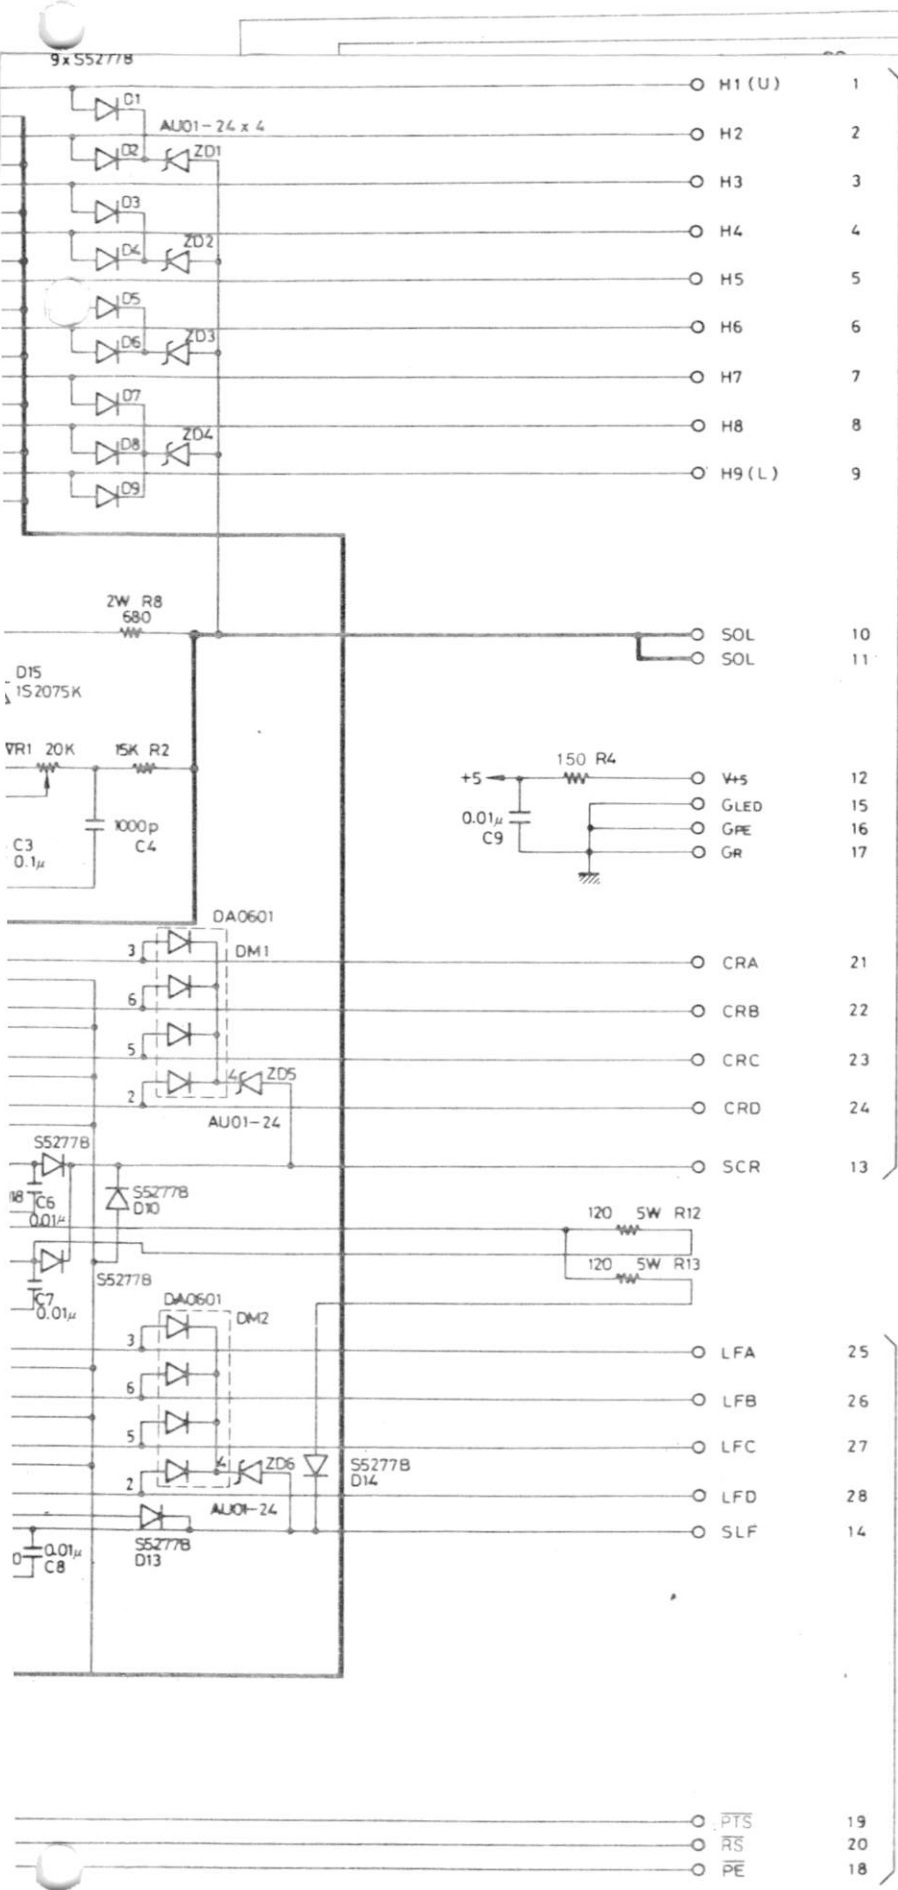 9xS5277B
D1 H1(U) 1
AU01-24 x 4
D2 ZD1 H2 2
H3 3
D3
D4 ZD2 H4 4
H5 5
D5
H6 6
D6 ZD3
H7 7
D7
H8 8
D8 ZD4
H9(L) 9
D9
2W R8
680
SOL 10
SOL 11
D15
1S2075K
VR1 20K 15K R2
150 R4
+5 V+5 12
GLED 15
0.01μ GPE 16
C9 GR 17
1000p
C4
C3
0.1μ
DA0601
3 DM1
CRA 21
6 CRB 22
5 CRC 23
4 ZD5
2 CRD 24
AU01-24
S5277B
SCR 13
S5277B
D10
18 C6
0.01μ
120 5W R12
120 5W R13
S5277B
C7
0.01μ
DA0601
DM2
3 LFA 25
6 LFB 26
5 LFC 27
4 ZD6 S5277B
D14
2 LFD 28
AU01-24
SLF 14
S5277B
D13
0.01μ
C8
P̅T̅S̅ 19
R̅S̅ 20
P̅E̅ 18